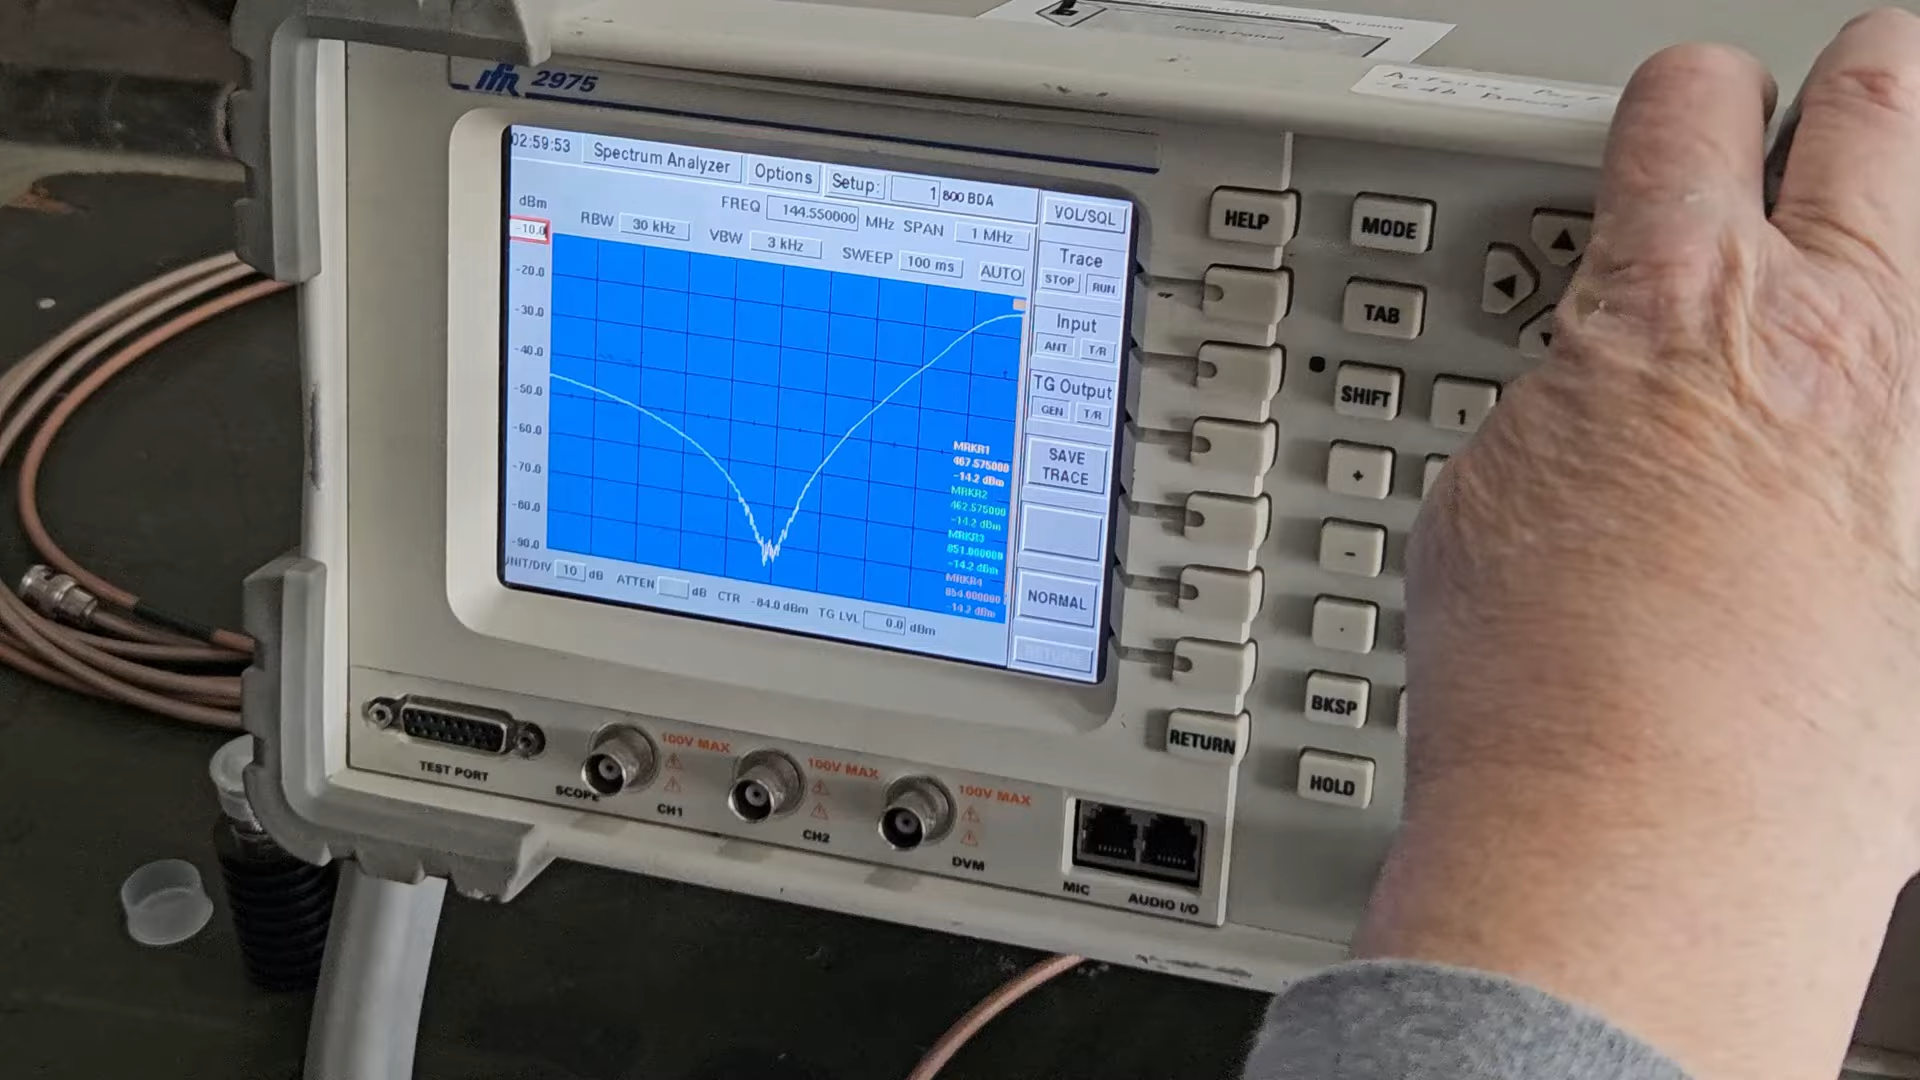 Front Panel
ifr 2975
02:59:53 Spectrum Analyzer Options Setup: 1 800 BDA
dBm
FREQ 144.550000 MHz SPAN 1 MHz
RBW 30 kHz VBW 3 kHz SWEEP 100 ms AUTO
-10.0
-20.0
-30.0
-40.0
-50.0
-60.0
-70.0
-80.0
-90.0
MRKR1
467.575000
-14.2 dBm
MRKR2
462.575000
-14.2 dBm
MRKR3
851.000000
-14.2 dBm
MRKR4
854.000000
-14.2 dBm
UNIT/DIV 10 dB ATTEN dB CTR -84.0 dBm TG LVL 0.0 dBm
VOL/SQL
Trace
STOP RUN
Input
ANT T/R
TG Output
GEN T/R
SAVE
TRACE
NORMAL
RETURN
HELP
MODE
TAB
SHIFT
1
+
-
.
BKSP
RETURN
HOLD
TEST PORT
SCOPE
100V MAX
CH1
100V MAX
CH2
100V MAX
DVM
MIC
AUDIO I/O